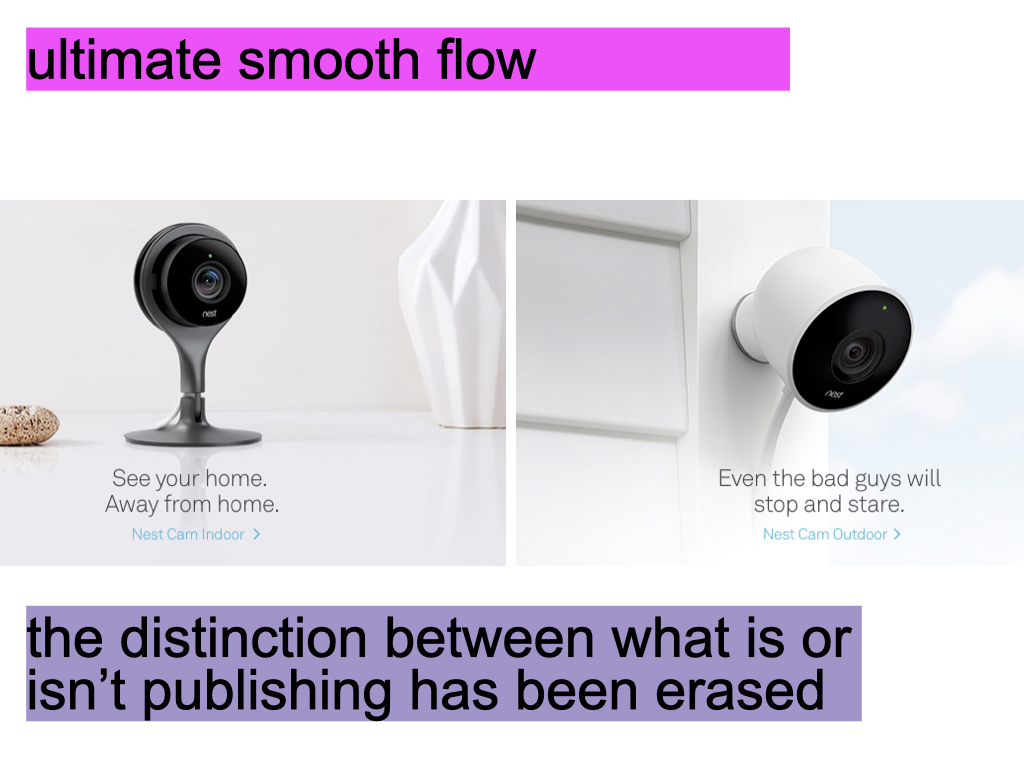 ultimate smooth flow
nest
nest
See your home.
Away from home.
Nest Cam Indoor >
Even the bad guys will
stop and stare.
Nest Cam Outdoor >
the distinction between what is or
isn’t publishing has been erased